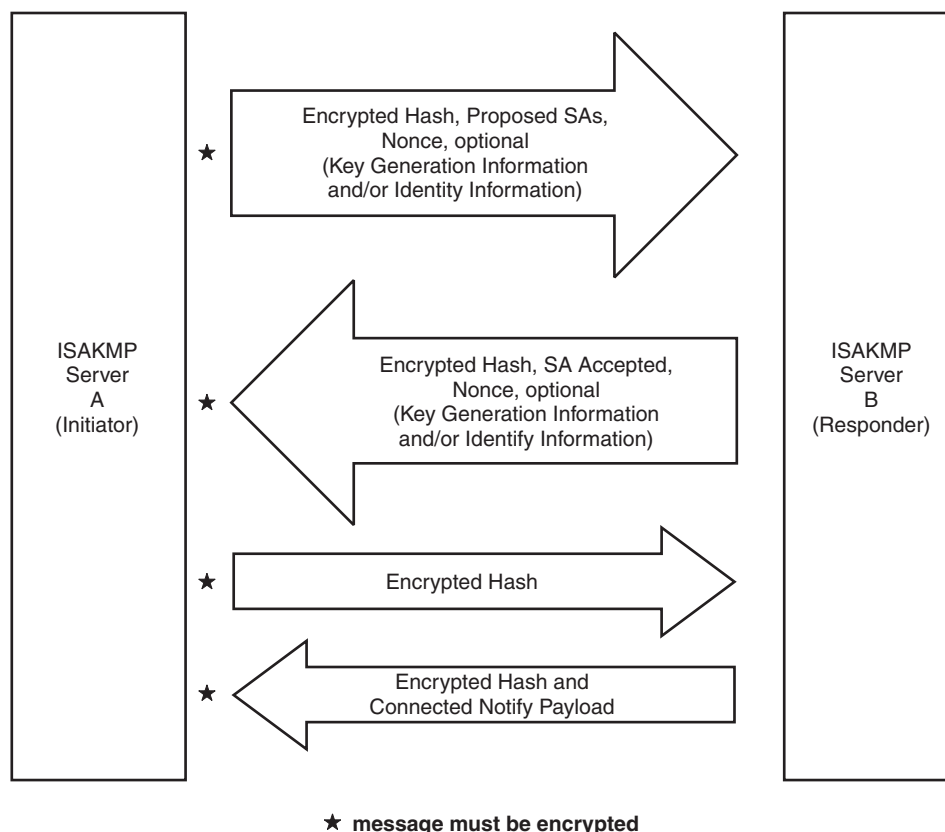 Encrypted Hash, Proposed SAs,
Nonce, optional
(Key Generation Information
and/or Identity Information)
★
ISAKMP
Server
A
(Initiator)
★
Encrypted Hash, SA Accepted,
Nonce, optional
(Key Generation Information
and/or Identify Information)
ISAKMP
Server
B
(Responder)
★
Encrypted Hash
★
Encrypted Hash and
Connected Notify Payload
★ message must be encrypted